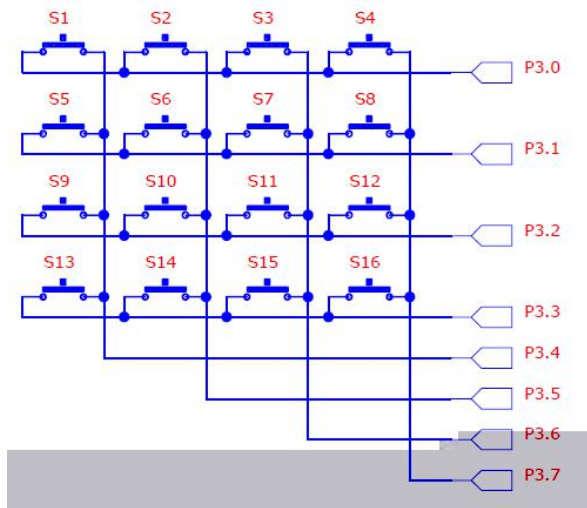 S1 S2 S3 S4
P3.0
S5 S6 S7 S8
P3.1
S9 S10 S11 S12
P3.2
S13 S14 S15 S16
P3.3
P3.4
P3.5
P3.6
P3.7